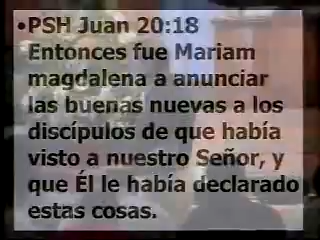 •PSH Juan 20:18
Entonces fue Mariam
magdalena a anunciar
las buenas nuevas a los
discípulos de que había
visto a nuestro Señor, y
que Él le había declarado
estas cosas.